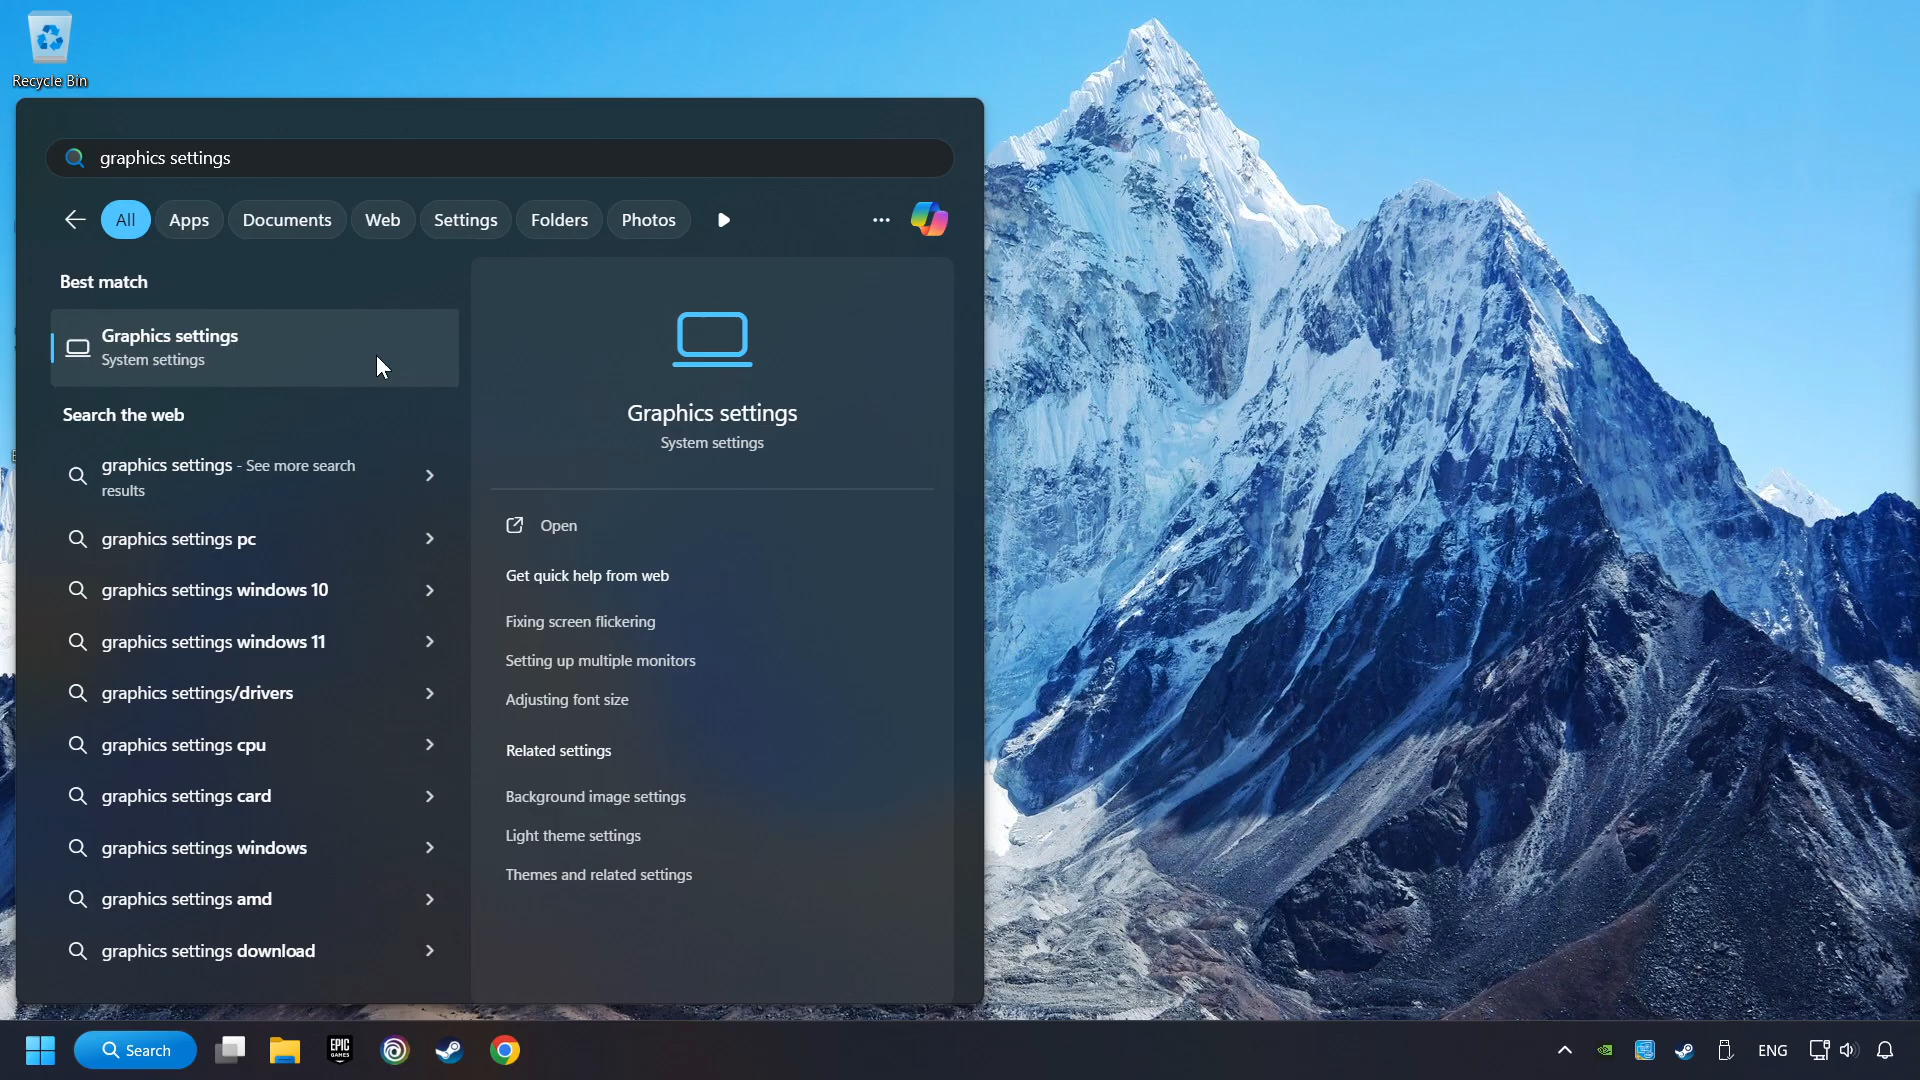 Recycle Bin
graphics settings
All
Apps
Documents
Web
Settings
Folders
Photos
Best match
Graphics settings
System settings
Search the web
graphics settings - See more search
results
graphics settings pc
graphics settings windows 10
graphics settings windows 11
graphics settings/drivers
graphics settings cpu
graphics settings card
graphics settings windows
graphics settings amd
graphics settings download
Graphics settings
System settings
Open
Get quick help from web
Fixing screen flickering
Setting up multiple monitors
Adjusting font size
Related settings
Background image settings
Light theme settings
Themes and related settings
Search
EPIC
GAMES
ENG